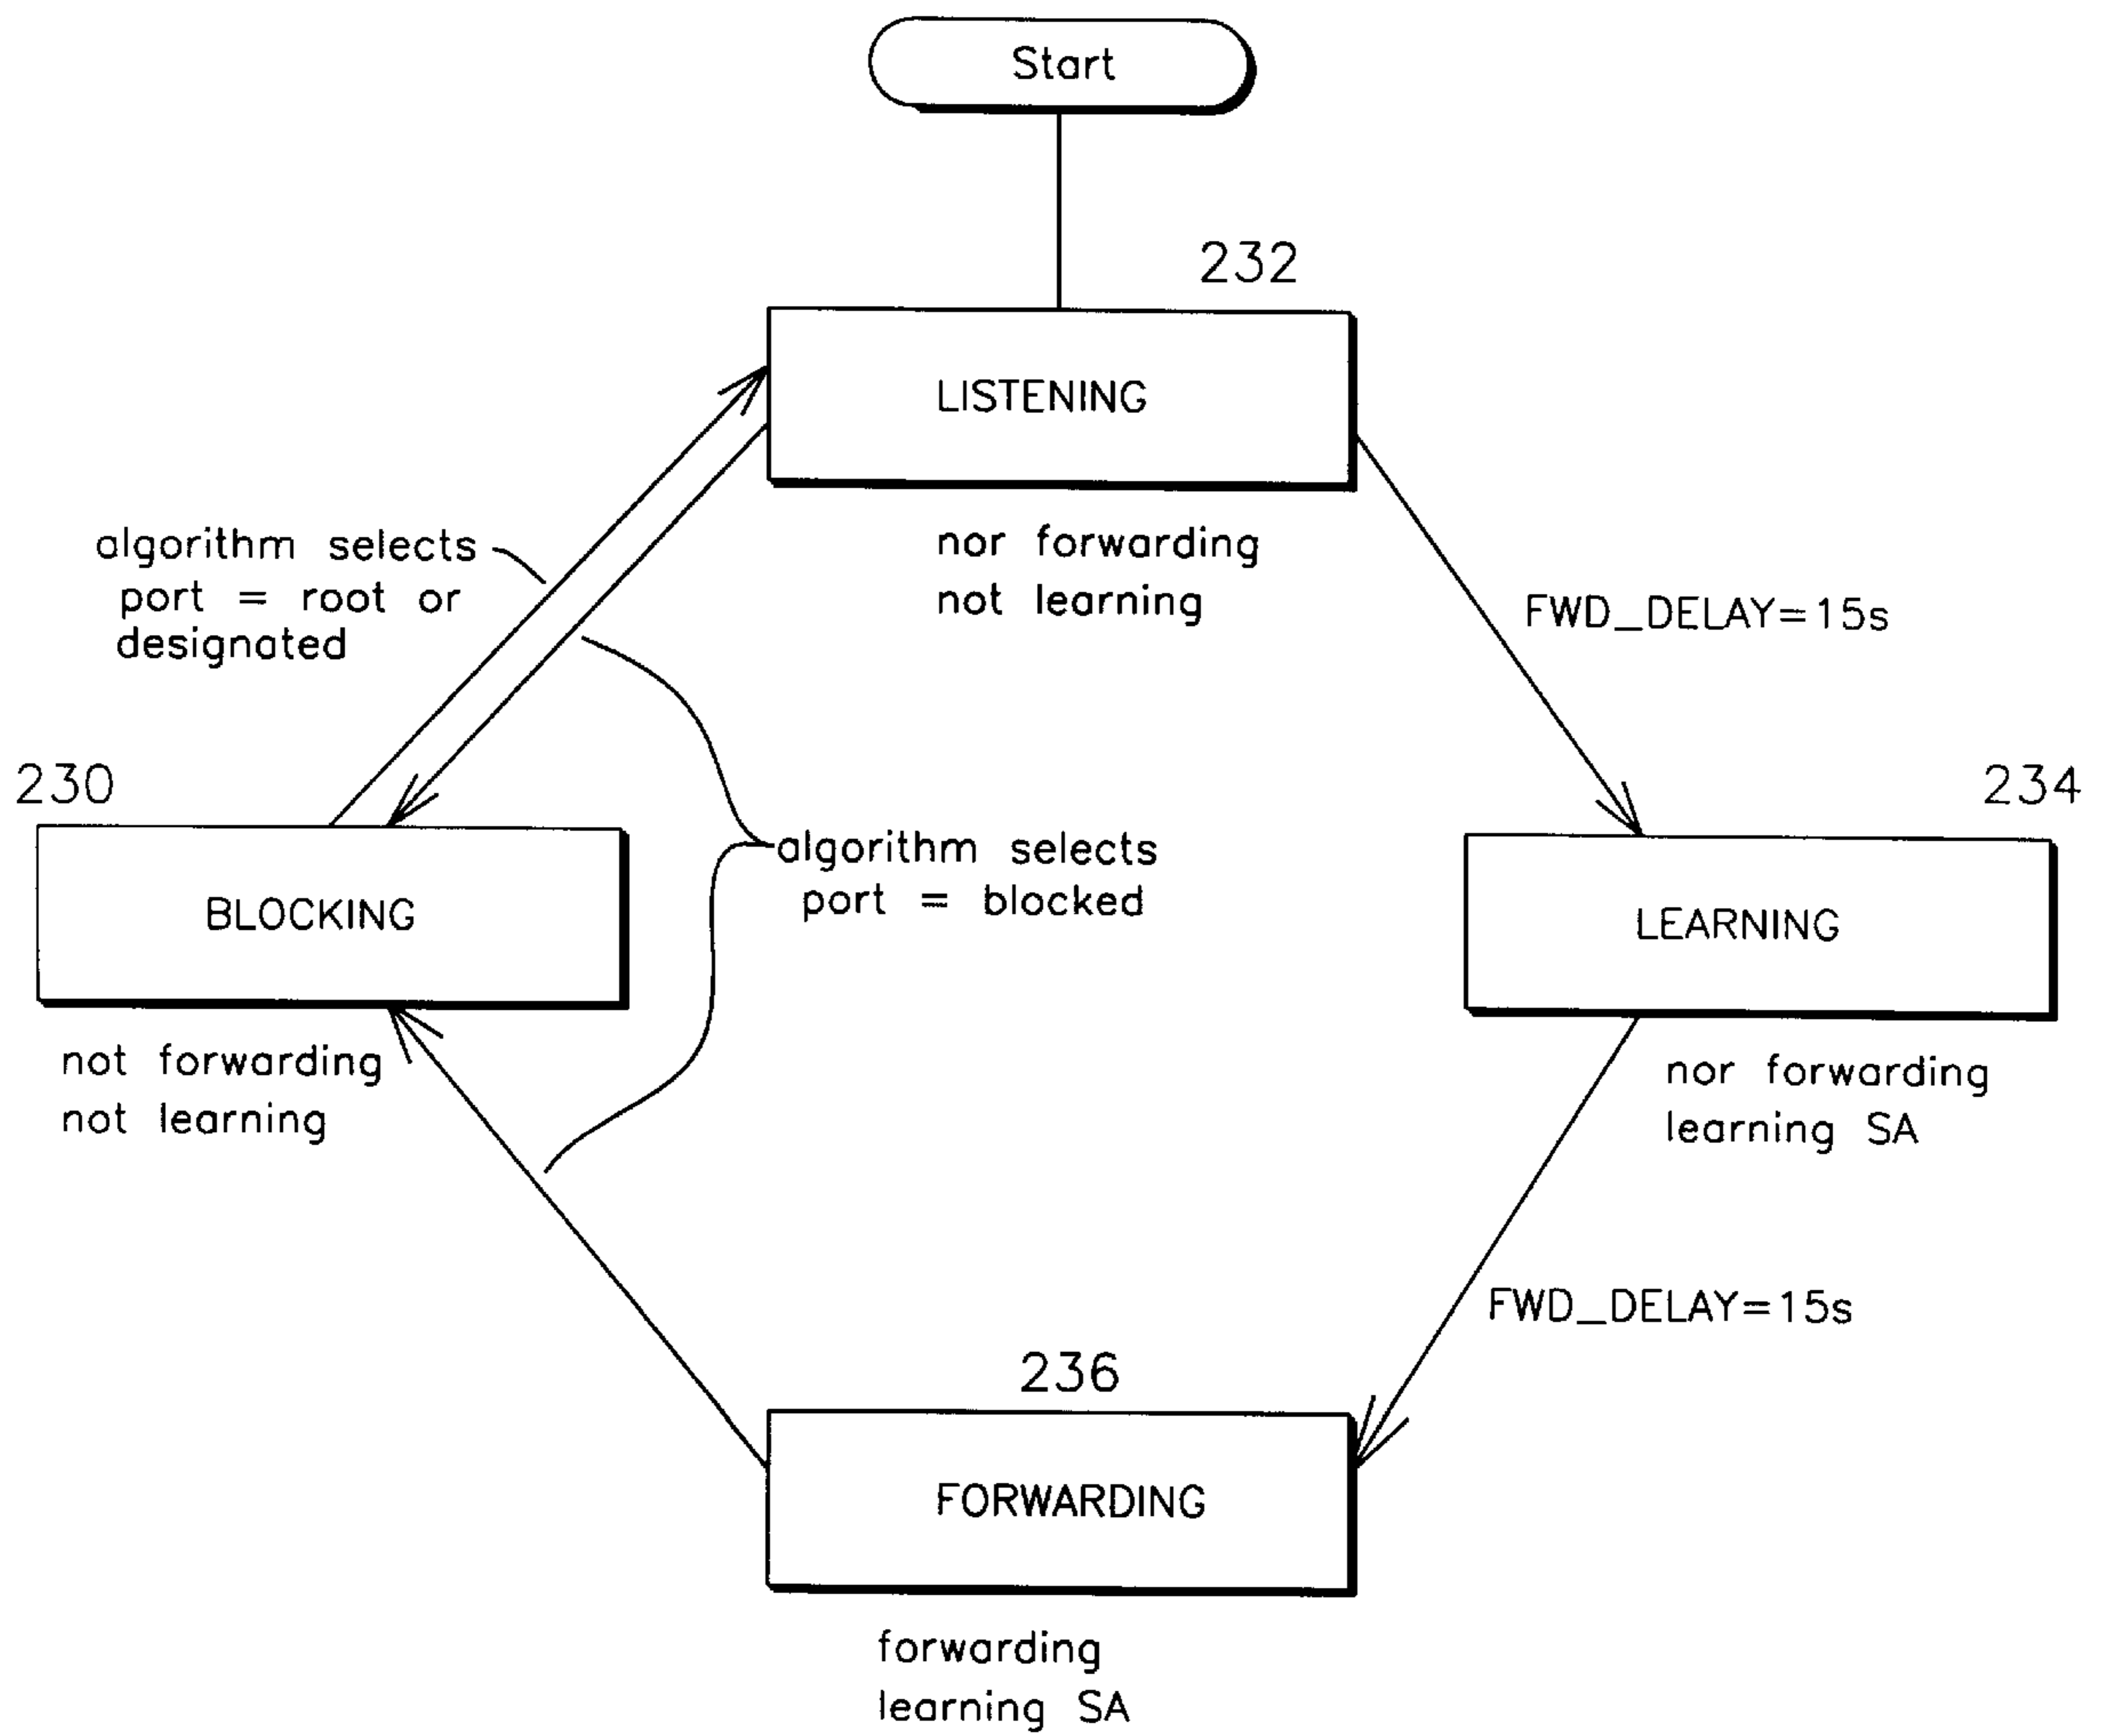 Start
232
LISTENING
nor forwarding
not learning
algorithm selects
port = root or
designated
FWD_DELAY=15s
230
BLOCKING
not forwarding
not learning
algorithm selects
port = blocked
234
LEARNING
nor forwarding
learning SA
FWD_DELAY=15s
236
FORWARDING
forwarding
learning SA